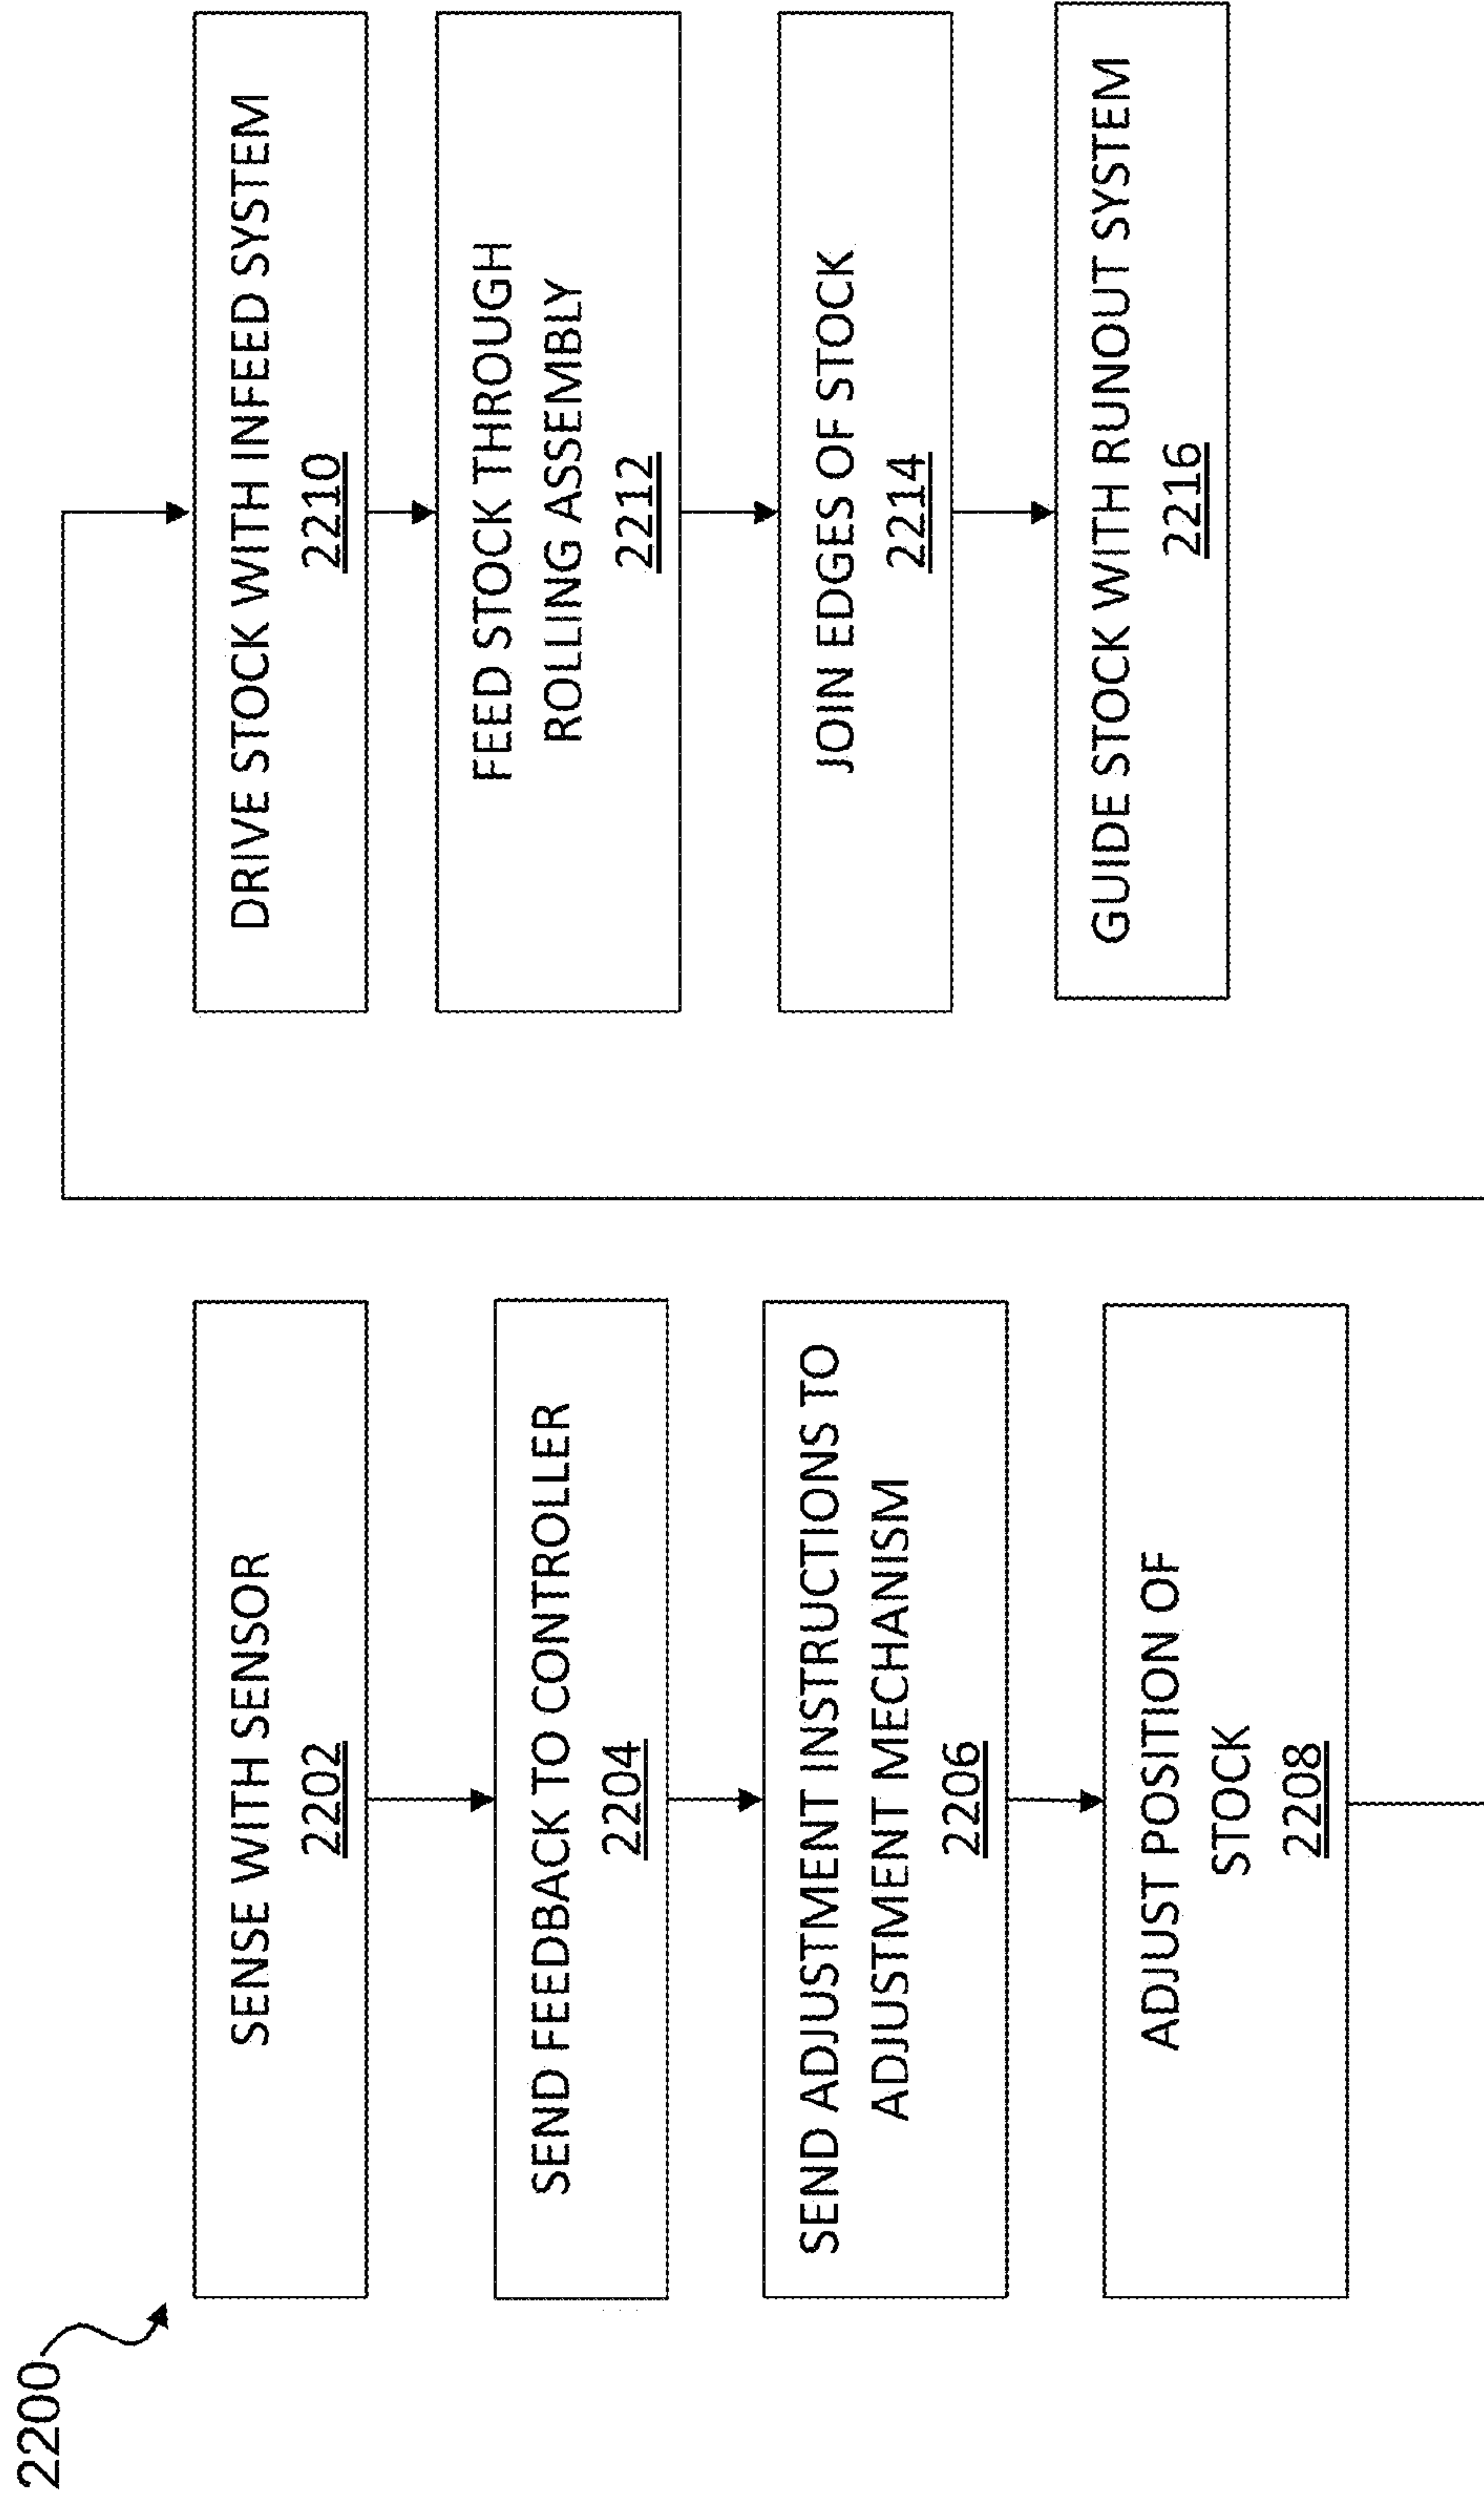 2200
SENSE WITH SENSOR
2202
SEND FEEDBACK TO CONTROLLER
2204
SEND ADJUSTMENT INSTRUCTIONS TO
ADJUSTMENT MECHANISM
2206
ADJUST POSITION OF
STOCK
2208
DRIVE STOCK WITH INFEED SYSTEM
2210
FEED STOCK THROUGH
ROLLING ASSEMBLY
2212
JOIN EDGES OF STOCK
2214
GUIDE STOCK WITH RUNOUT SYSTEM
2216